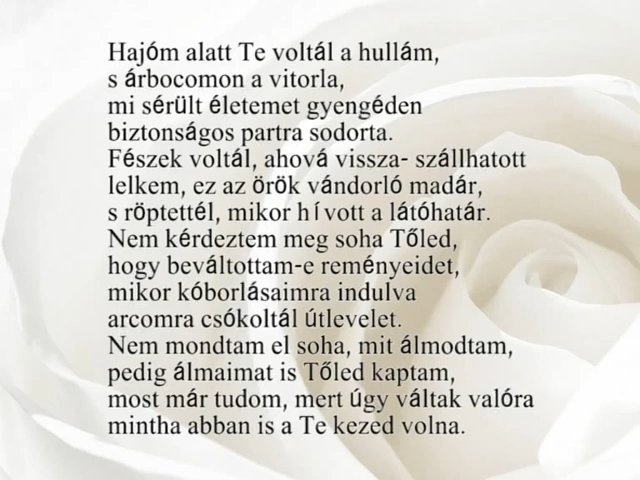 Hajóm alatt Te voltál a hullám,
s árbocomon a vitorla,
mi sérült életemet gyengéden
biztonságos partra sodorta.
Fészek voltál, ahová vissza- szállhatott
lelkem, ez az örök vándorló madár,
s röptettél, mikor hívott a látóhatár.
Nem kérdeztem meg soha Tőled,
hogy beváltottam-e reményeidet,
mikor kóborlásaimra indulva
arcomra csókoltál útlevelet.
Nem mondtam el soha, mit álmodtam,
pedig álmaimat is Tőled kaptam,
most már tudom, mert úgy váltak valóra
mintha abban is a Te kezed volna.